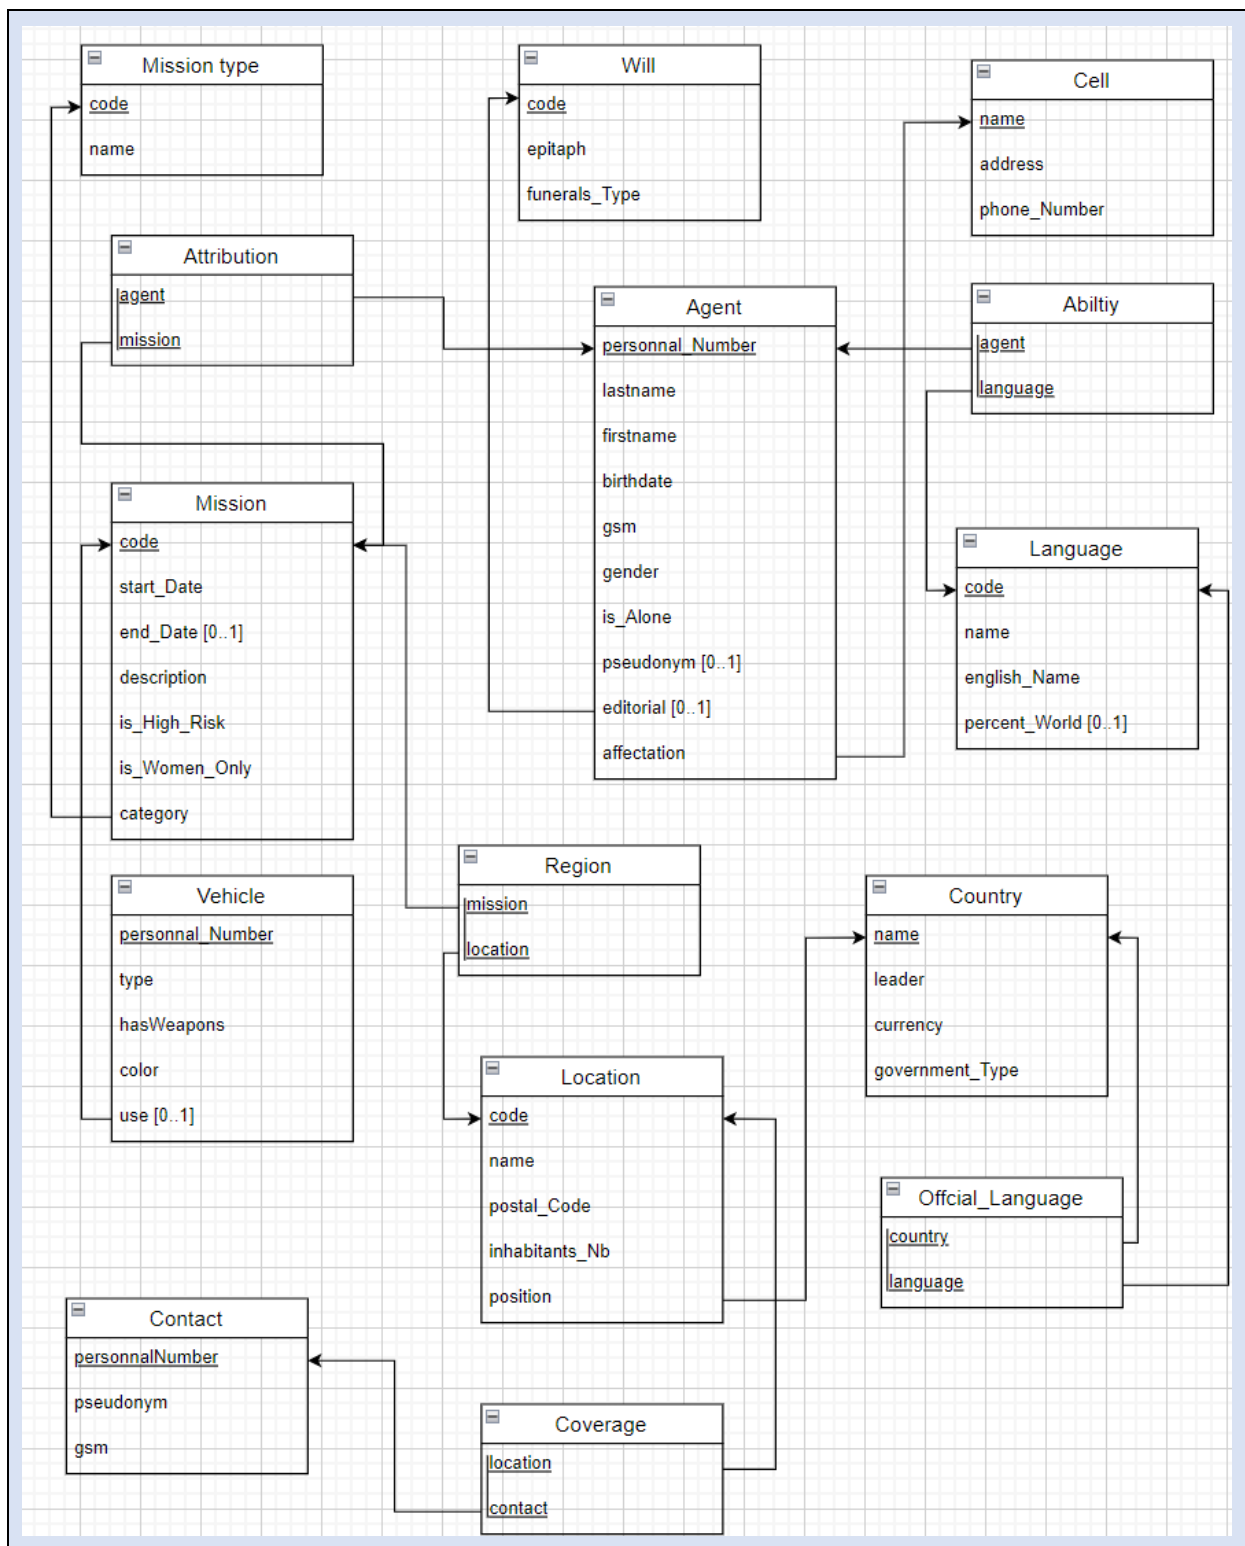 Mission type
code
name
Will
code
epitaph
funerals_Type
Cell
name
address
phone_Number
Attribution
agent
mission
Agent
personnal_Number
lastname
firstname
birthdate
gsm
gender
is_Alone
pseudonym [0..1]
editorial [0..1]
affectation
Abiltiy
agent
language
Mission
code
start_Date
end_Date [0..1]
description
is_High_Risk
is_Women_Only
category
Language
code
name
english_Name
percent_World [0..1]
Vehicle
personnal_Number
type
hasWeapons
color
use [0..1]
Region
mission
location
Country
name
leader
currency
government_Type
Location
code
name
postal_Code
inhabitants_Nb
position
Offcial_Language
country
language
Contact
personnalNumber
pseudonym
gsm
Coverage
location
contact